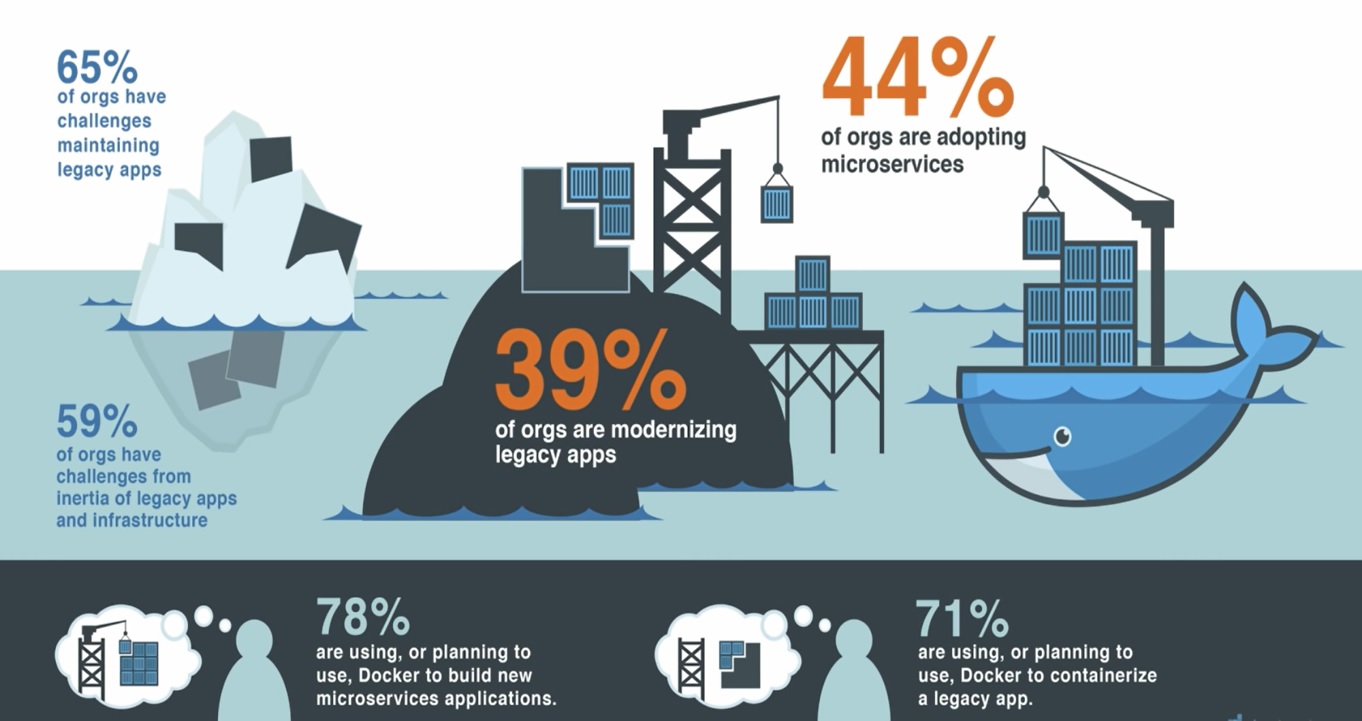 65%
of orgs have
challenges
maintaining
legacy apps
44%
of orgs are adopting
microservices
39%
of orgs are modernizing
legacy apps
59%
of orgs have
challenges from
inertia of legacy apps
and infrastructure
78%
are using, or planning to
use, Docker to build new
microservices applications.
71%
are using, or planning to
use, Docker to containerize
a legacy app.